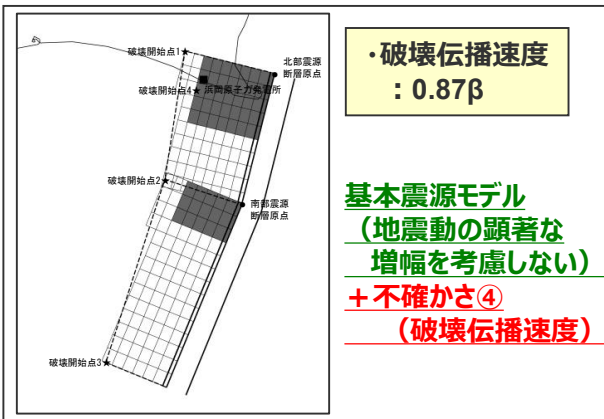 破壊開始点1★
北部震源
断層原点
破壊開始点4★
浜岡原子力発電所
破壊開始点2★
南部震源
断層原点
破壊開始点3★
・破壊伝播速度
：0.87β
基本震源モデル
（地震動の顕著な
増幅を考慮しない）
＋不確かさ④
（破壊伝播速度）